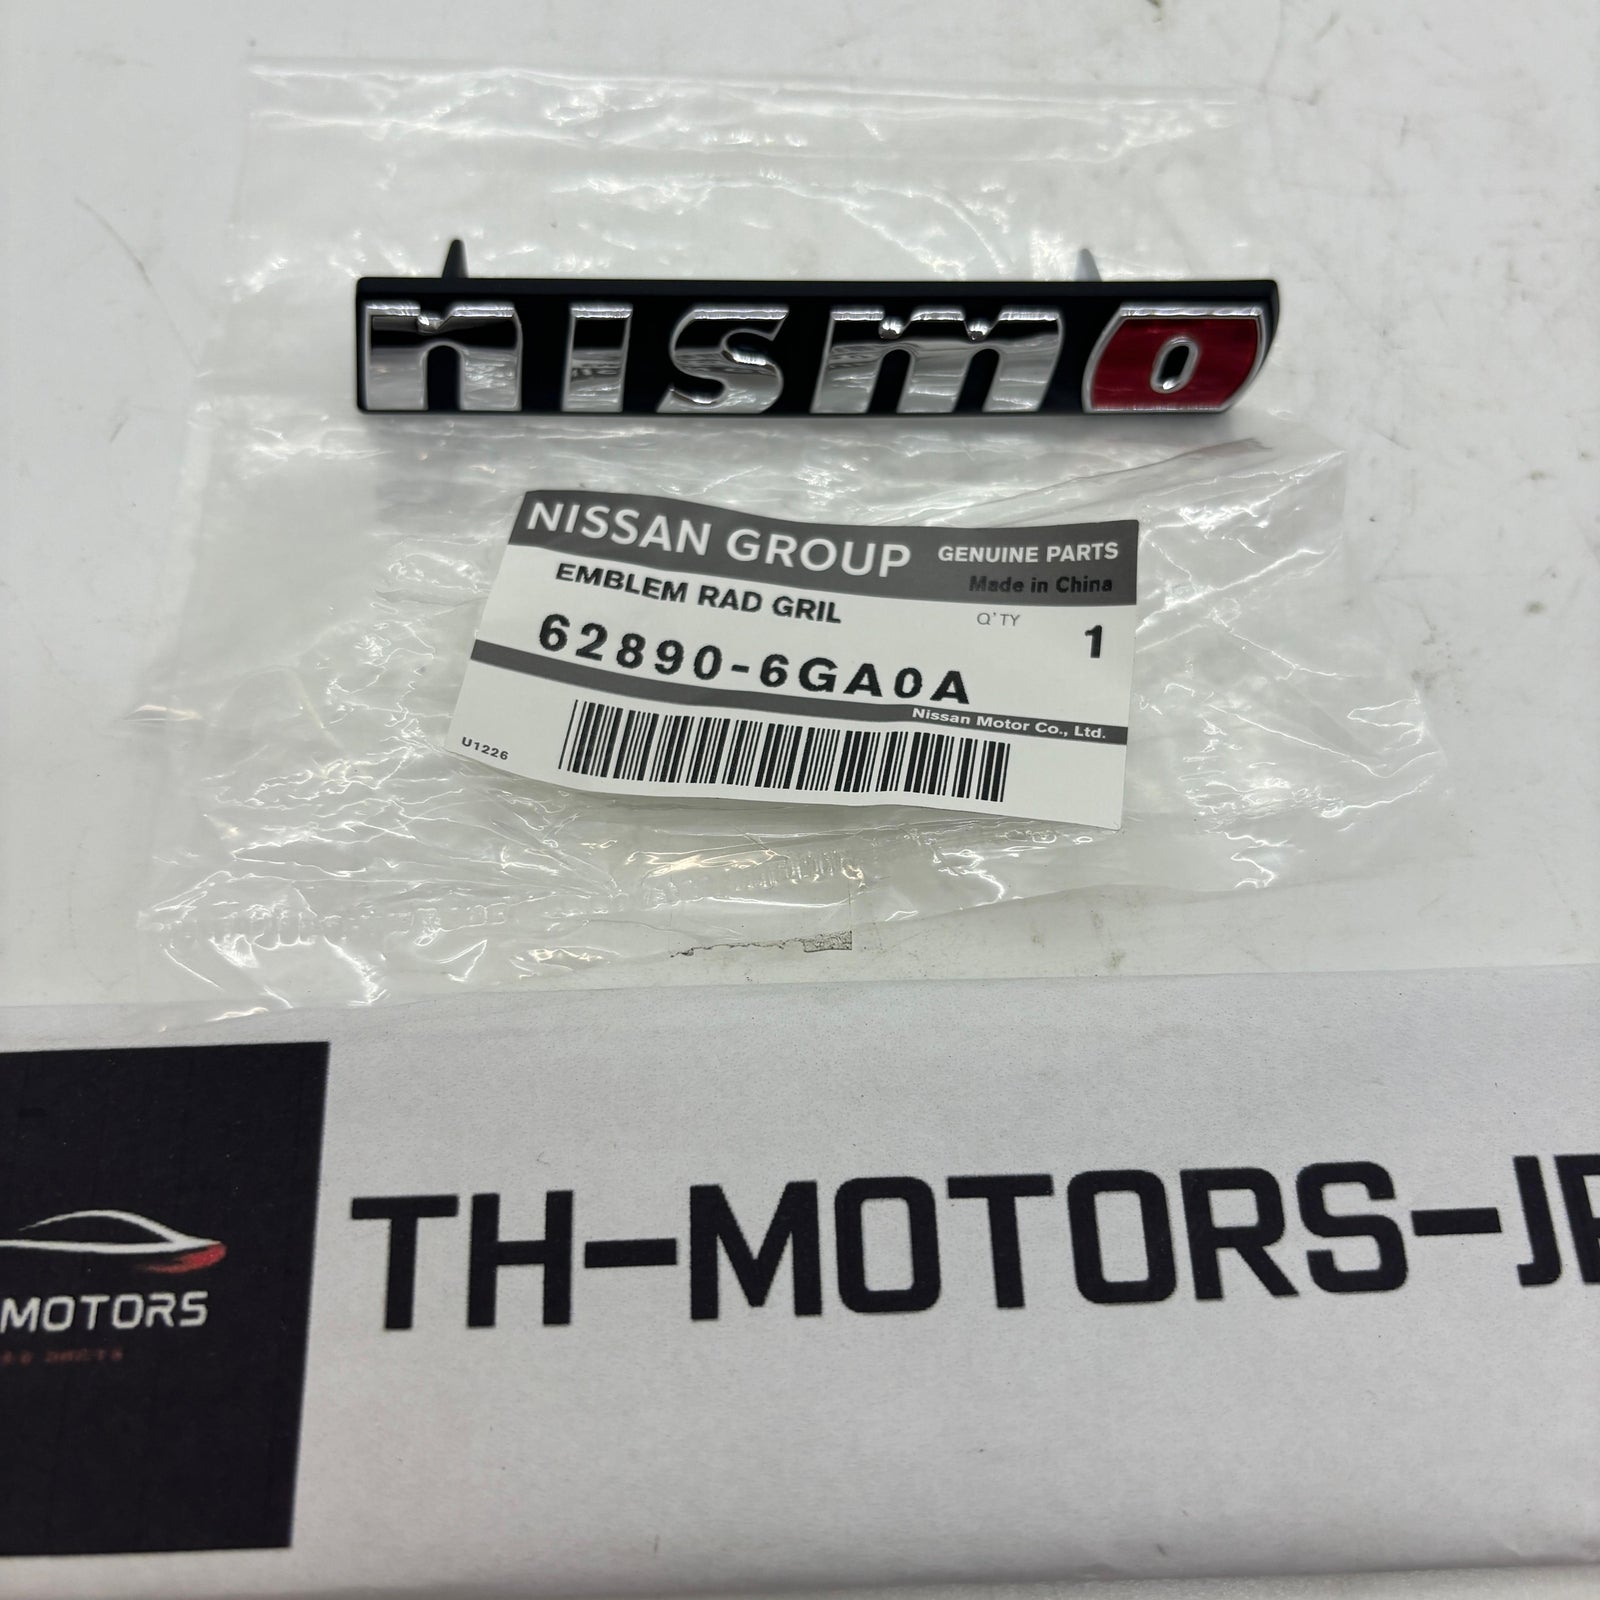 nismo
NISSAN GROUP GENUINE PARTS
Made in China
EMBLEM RAD GRIL
Q'TY 1
62890-6GA0A
Nissan Motor Co., Ltd.
U1226
TH-MOTORS-JP
MOTORS